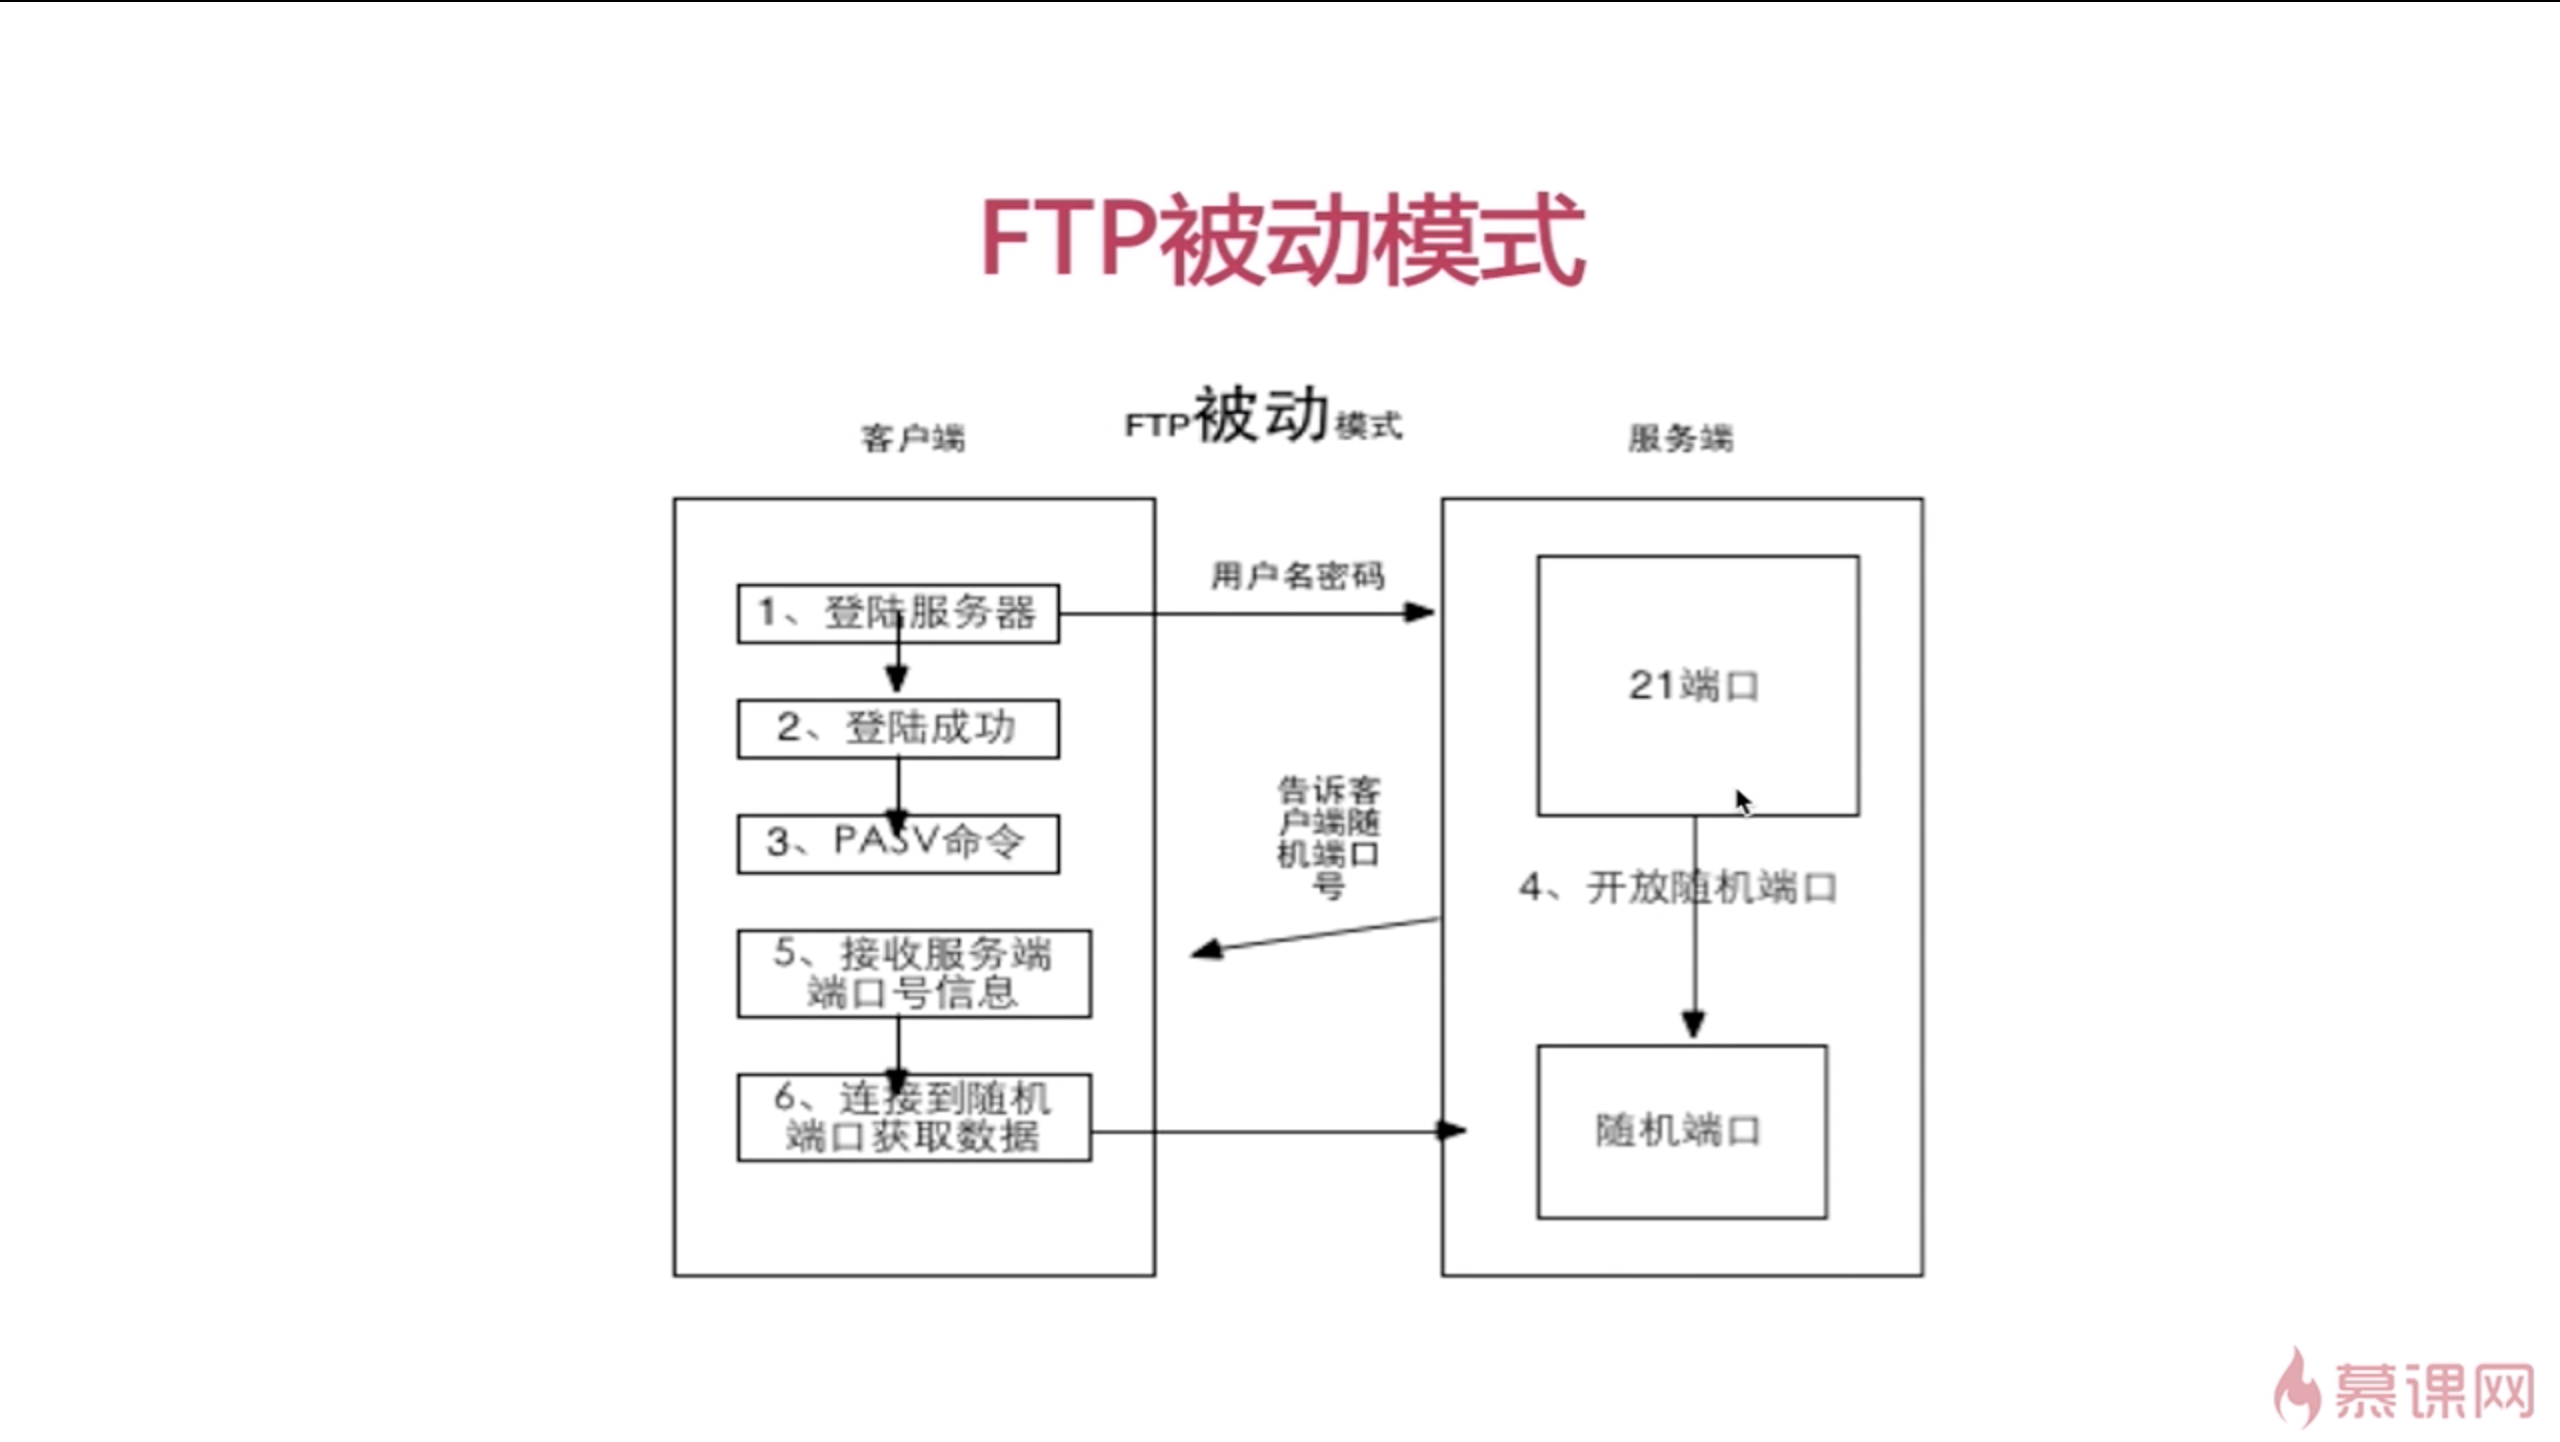 FTP被动模式
FTP被动模式
客户端
服务端
用户名密码
1、登陆服务器
2、登陆成功
3、PASV命令
21端口
告诉客
户端随
机端口
号
4、开放随机端口
5、接收服务端
端口号信息
6、连接到随机
端口获取数据
随机端口
慕课网